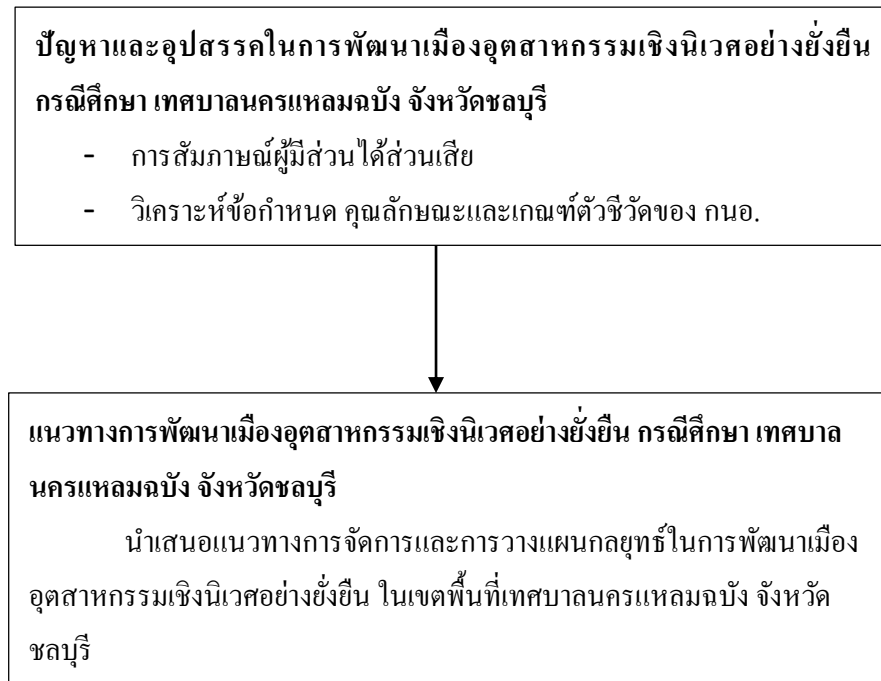 ปัญหาและอุปสรรคในการพัฒนาเมืองอุตสาหกรรมเชิงนิเวศอย่างยั่งยืน
กรณีศึกษา เทศบาลนครแหลมฉบัง จังหวัดชลบุรี
- การสัมภาษณ์ผู้มีส่วนได้ส่วนเสีย
- วิเคราะห์ข้อกำหนด คุณลักษณะและเกณฑ์ตัวชี้วัดของ กนอ.
แนวทางการพัฒนาเมืองอุตสาหกรรมเชิงนิเวศอย่างยั่งยืน กรณีศึกษา เทศบาล
นครแหลมฉบัง จังหวัดชลบุรี
นำเสนอแนวทางการจัดการและการวางแผนกลยุทธ์ในการพัฒนาเมือง
อุตสาหกรรมเชิงนิเวศอย่างยั่งยืน ในเขตพื้นที่เทศบาลนครแหลมฉบัง จังหวัด
ชลบุรี